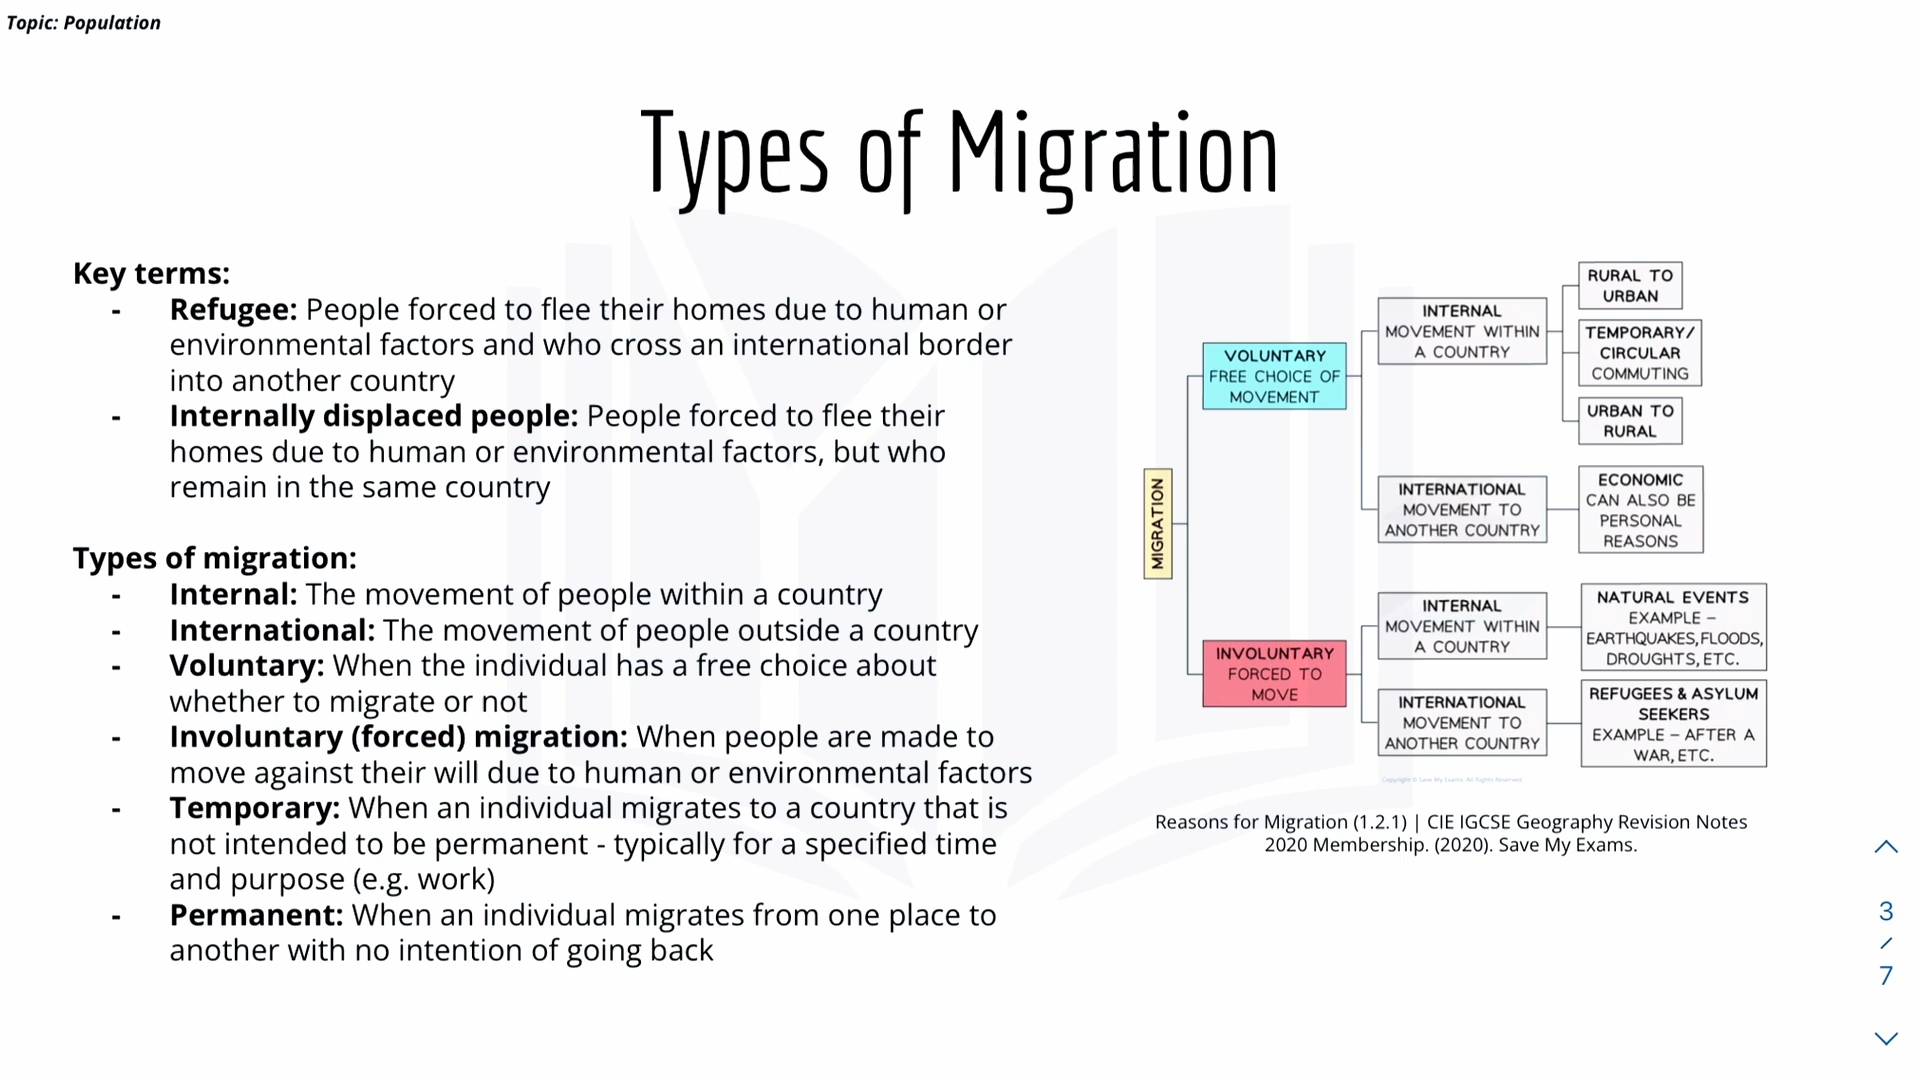 Topic: Population
Types of Migration
Key terms:
- Refugee: People forced to flee their homes due to human or
environmental factors and who cross an international border
into another country
- Internally displaced people: People forced to flee their
homes due to human or environmental factors, but who
remain in the same country
Types of migration:
- Internal: The movement of people within a country
- International: The movement of people outside a country
- Voluntary: When the individual has a free choice about
whether to migrate or not
- Involuntary (forced) migration: When people are made to
move against their will due to human or environmental factors
- Temporary: When an individual migrates to a country that is
not intended to be permanent - typically for a specified time
and purpose (e.g. work)
- Permanent: When an individual migrates from one place to
another with no intention of going back
MIGRATION
VOLUNTARY
FREE CHOICE OF
MOVEMENT
INTERNAL
MOVEMENT WITHIN
A COUNTRY
RURAL TO
URBAN
TEMPORARY/
CIRCULAR
COMMUTING
URBAN TO
RURAL
INTERNATIONAL
MOVEMENT TO
ANOTHER COUNTRY
ECONOMIC
CAN ALSO BE
PERSONAL
REASONS
INVOLUNTARY
FORCED TO
MOVE
INTERNAL
MOVEMENT WITHIN
A COUNTRY
NATURAL EVENTS
EXAMPLE –
EARTHQUAKES, FLOODS,
DROUGHTS, ETC.
INTERNATIONAL
MOVEMENT TO
ANOTHER COUNTRY
REFUGEES & ASYLUM
SEEKERS
EXAMPLE – AFTER A
WAR, ETC.
Copyright © Save My Exams. All Rights Reserved
Reasons for Migration (1.2.1) | CIE IGCSE Geography Revision Notes
2020 Membership. (2020). Save My Exams.
3
/
7